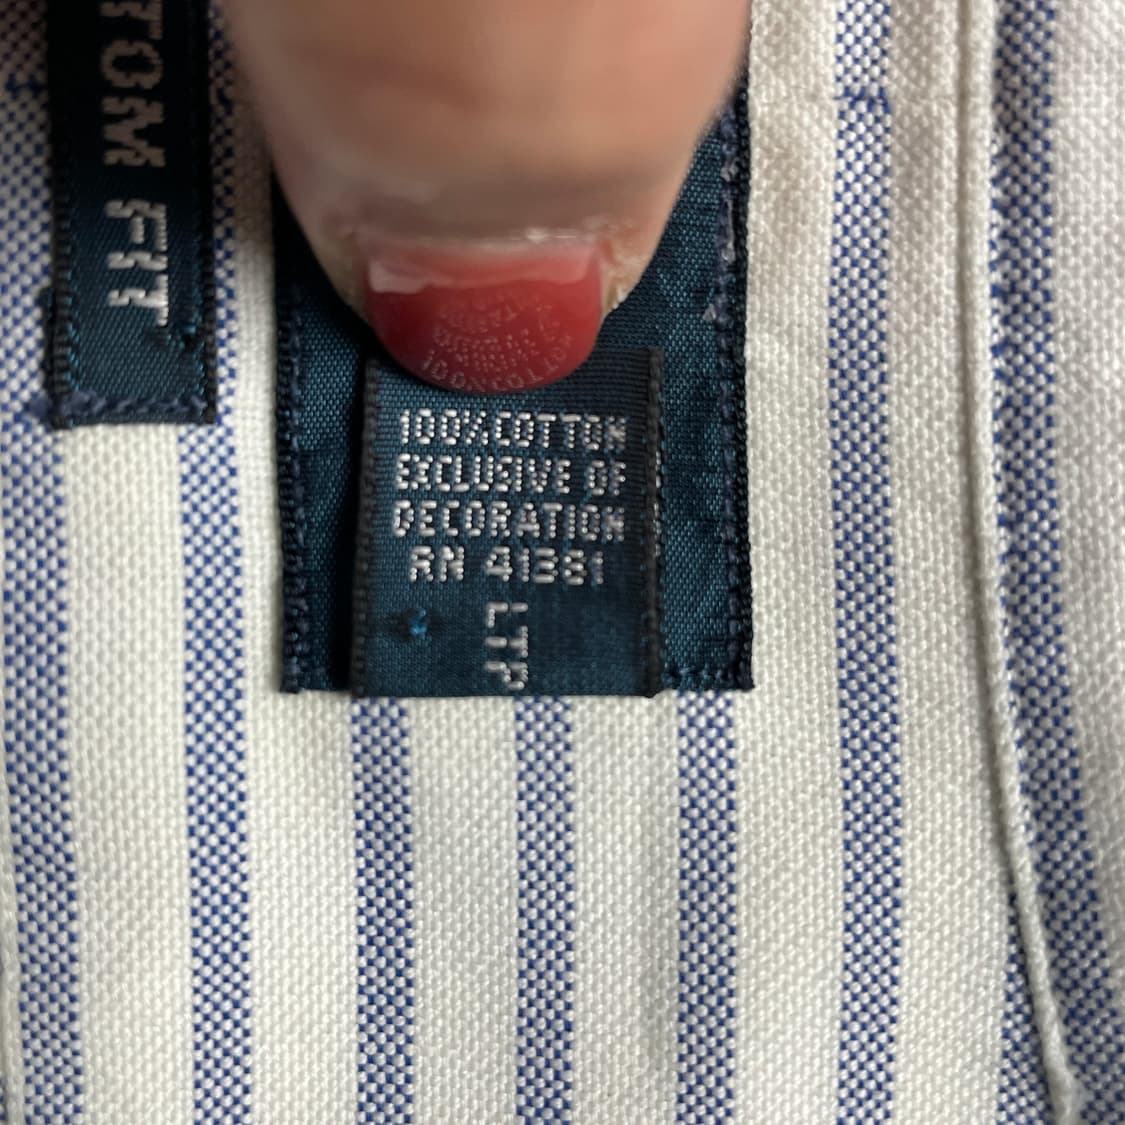 TOM FIT
100% COTTON
EXCLUSIVE OF
DECORATION
RN 41381
LTP